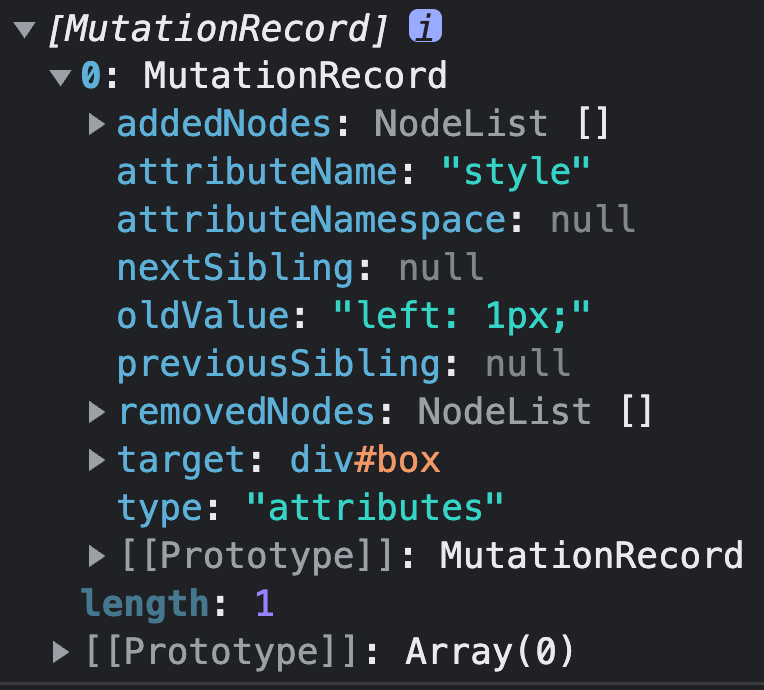 [MutationRecord] i
0: MutationRecord
addedNodes: NodeList []
attributeName: "style"
attributeNamespace: null
nextSibling: null
oldValue: "left: 1px;"
previousSibling: null
removedNodes: NodeList []
target: div#box
type: "attributes"
[[Prototype]]: MutationRecord
length: 1
[[Prototype]]: Array(0)